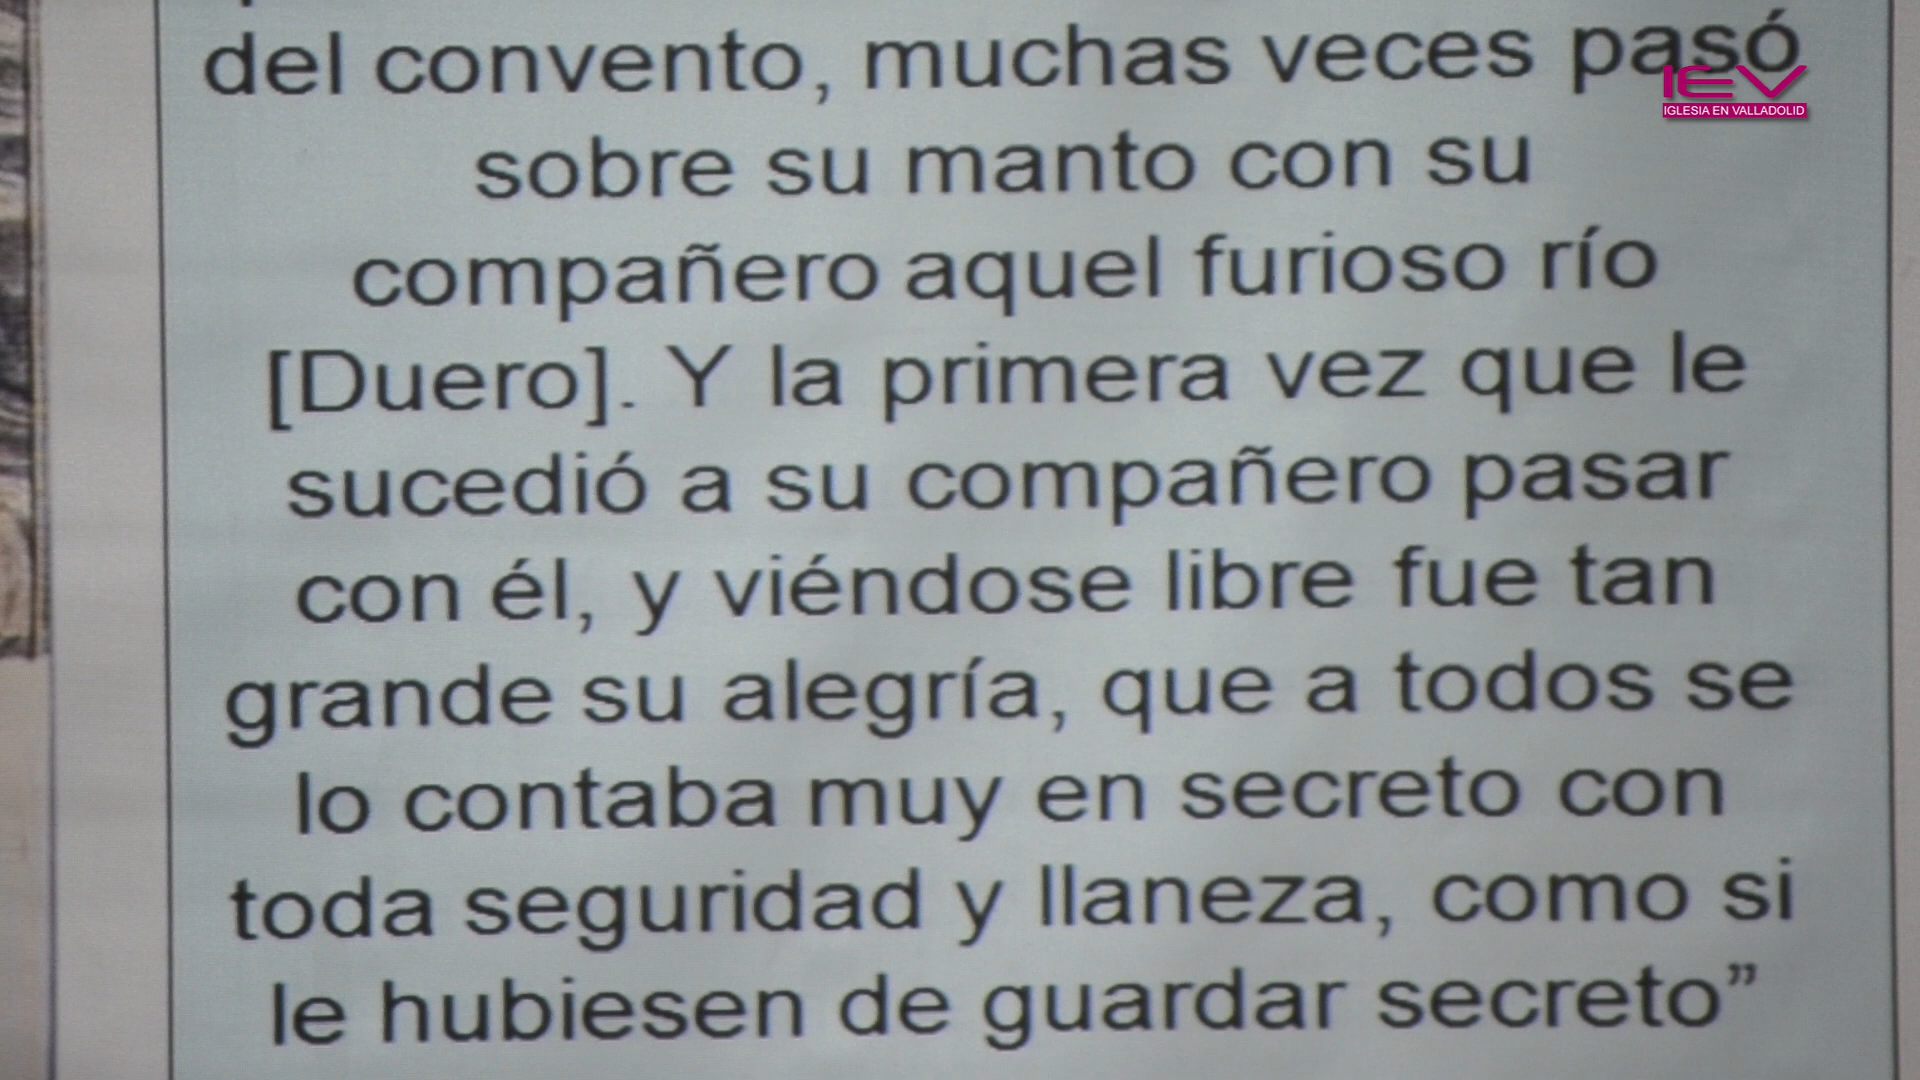 del convento, muchas veces pasó
IEV
IGLESIA EN VALLADOLID
sobre su manto con su
compañero aquel furioso río
[Duero]. Y la primera vez que le
sucedió a su compañero pasar
con él, y viéndose libre fue tan
grande su alegría, que a todos se
lo contaba muy en secreto con
toda seguridad y llaneza, como si
le hubiesen de guardar secreto”